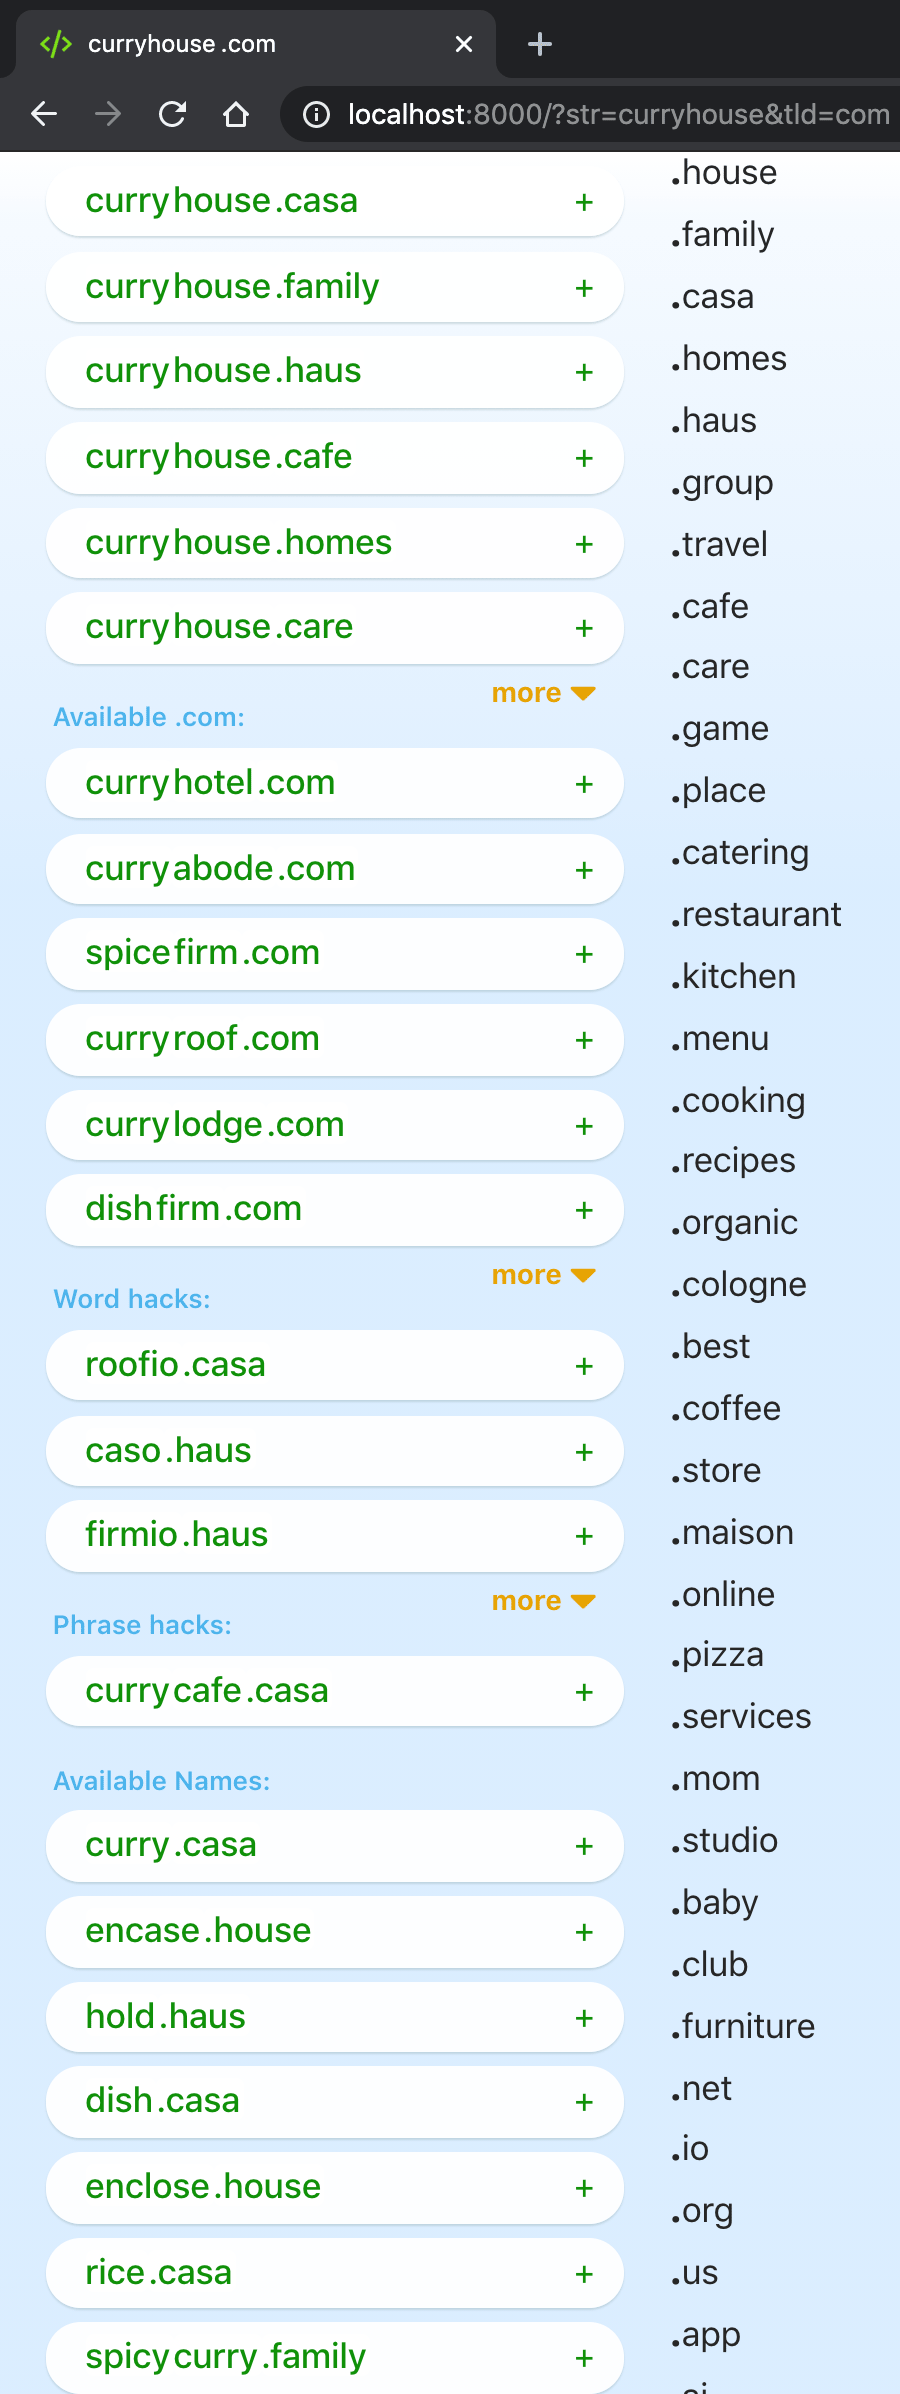 curryhouse .com
localhost:8000/?str=curryhouse&tld=com
curryhouse.casa +
curryhouse.family +
curryhouse.haus +
curryhouse.cafe +
curryhouse.homes +
curryhouse.care +
more
Available .com:
curryhotel.com +
curryabode.com +
spicefirm.com +
curryroof.com +
currylodge.com +
dishfirm.com +
more
Word hacks:
roofio.casa +
caso.haus +
firmio.haus +
more
Phrase hacks:
currycafe.casa +
Available Names:
curry.casa +
encase.house +
hold.haus +
dish.casa +
enclose.house +
rice.casa +
spicycurry.family +
.house
.family
.casa
.homes
.haus
.group
.travel
.cafe
.care
.game
.place
.catering
.restaurant
.kitchen
.menu
.cooking
.recipes
.organic
.cologne
.best
.coffee
.store
.maison
.online
.pizza
.services
.mom
.studio
.baby
.club
.furniture
.net
.io
.org
.us
.app